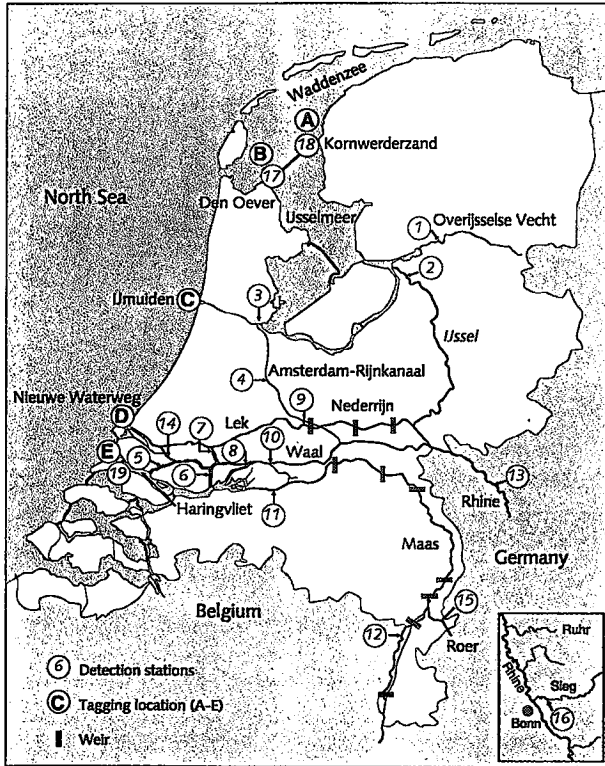 Waddenzee
A
18 Kornwerderzand
B
17
North Sea
Den Oever
IJsselmeer
1 Overijsselse Vecht
2
IJmuiden C
3
IJssel
4 Amsterdam-Rijnkanaal
Nieuwe Waterweg
9 Nederrijn
D
14 7 Lek
8 10 Waal
E
5
19 6
13
Rhine
Haringvliet
11
Maas
Germany
Belgium
12
15
Roer
6 Detection stations
C Tagging location (A-E)
Weir
Ruhr
Rhine
Sieg
Bonn 16